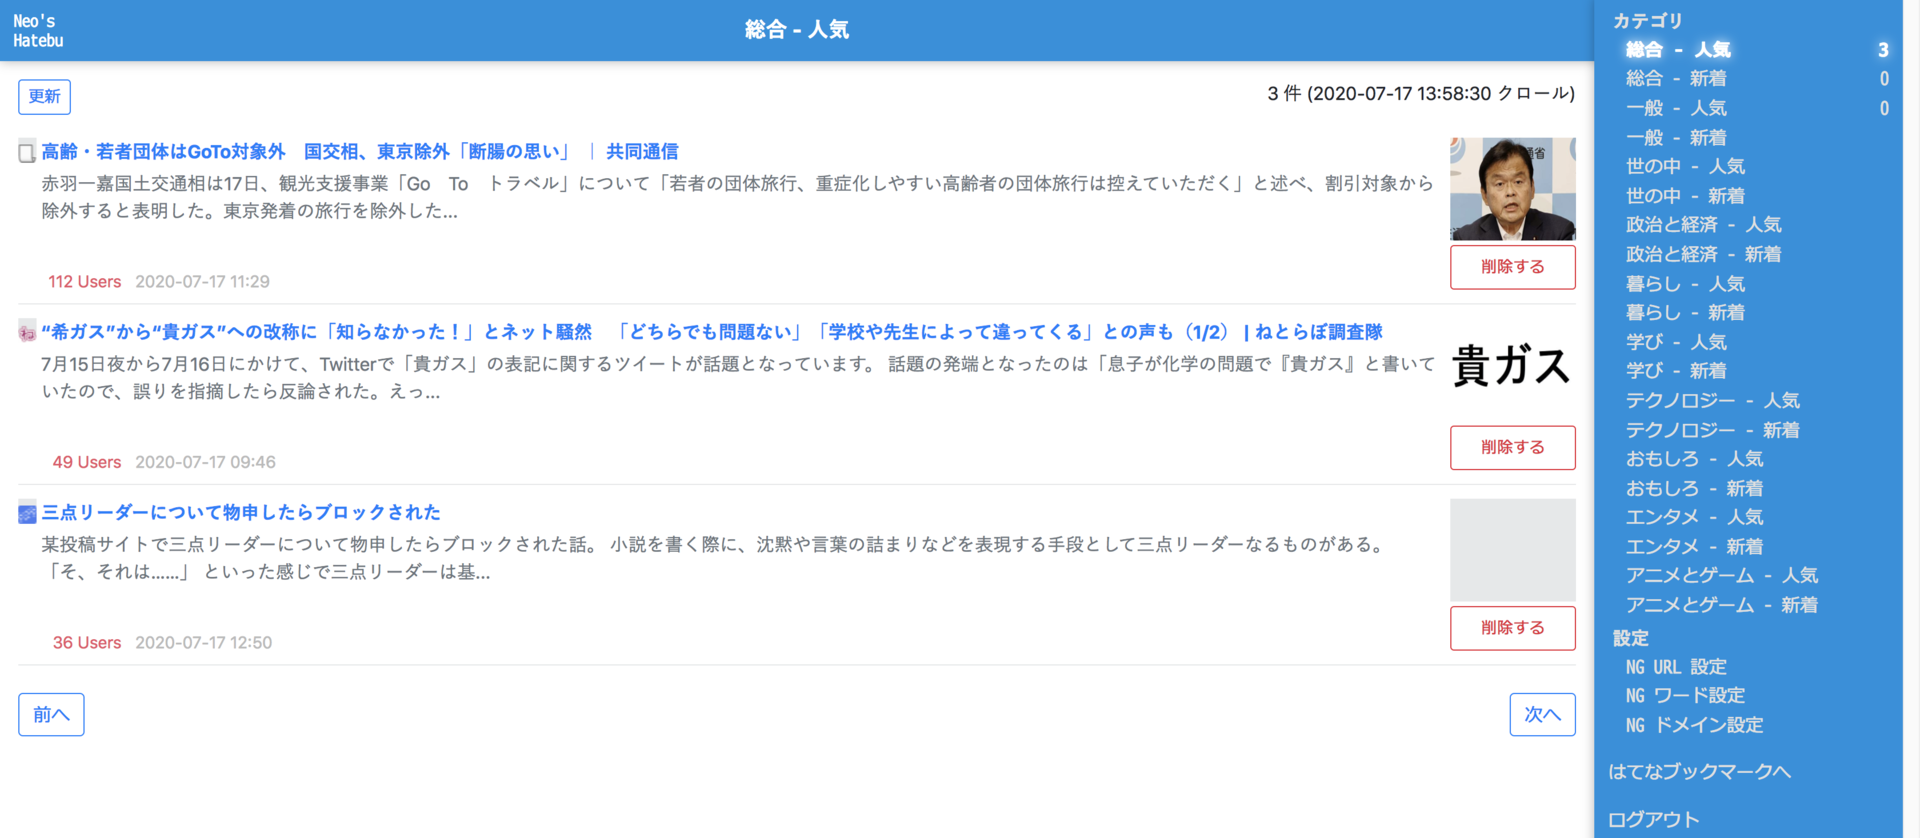 Neo's
Hatebu
総合 - 人気
更新
3 件 (2020-07-17 13:58:30 クロール)
高齢・若者団体はGoTo対象外　国交相、東京除外「断腸の思い」 | 共同通信
赤羽一嘉国土交通相は17日、観光支援事業「Go　To　トラベル」について「若者の団体旅行、重症化しやすい高齢者の団体旅行は控えていただく」と述べ、割引対象から
除外すると表明した。東京発着の旅行を除外した...
112 Users 2020-07-17 11:29
削除する
“希ガス”から“貴ガス”への改称に「知らなかった！」とネット騒然　「どちらでも問題ない」「学校や先生によって違ってくる」との声も（1/2） | ねとらぼ調査隊
7月15日夜から7月16日にかけて、Twitterで「貴ガス」の表記に関するツイートが話題となっています。 話題の発端となったのは「息子が化学の問題で『貴ガス』と書いて
いたので、誤りを指摘したら反論された。えっ...
貴ガス
49 Users 2020-07-17 09:46
削除する
三点リーダーについて物申したらブロックされた
某投稿サイトで三点リーダーについて物申したらブロックされた話。 小説を書く際に、沈黙や言葉の詰まりなどを表現する手段として三点リーダーなるものがある。
「そ、それは……」 といった感じで三点リーダーは基...
36 Users 2020-07-17 12:50
削除する
前へ
次へ
カテゴリ
総合 - 人気 3
総合 - 新着 0
一般 - 人気 0
一般 - 新着
世の中 - 人気
世の中 - 新着
政治と経済 - 人気
政治と経済 - 新着
暮らし - 人気
暮らし - 新着
学び - 人気
学び - 新着
テクノロジー - 人気
テクノロジー - 新着
おもしろ - 人気
おもしろ - 新着
エンタメ - 人気
エンタメ - 新着
アニメとゲーム - 人気
アニメとゲーム - 新着
設定
NG URL 設定
NG ワード設定
NG ドメイン設定
はてなブックマークへ
ログアウト